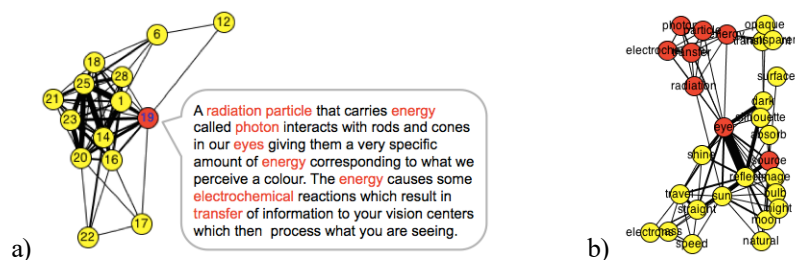 12
6
18
28
25
21
1
23
19
14
20
16
17
22
A radiation particle that carries energy
called photon interacts with rods and cones
in our eyes giving them a very specific
amount of energy corresponding to what we
perceive a colour. The energy causes some
electrochemical reactions which result in
transfer of information to your vision centers
which then process what you are seeing.
a)
photon
particle
energy
opaque
transfer
radiation
surface
dark
silhouette
absorb
eye
source
shine
reflect
image
travel
sun
bulb
straight
night
moon
speed
natural
b)